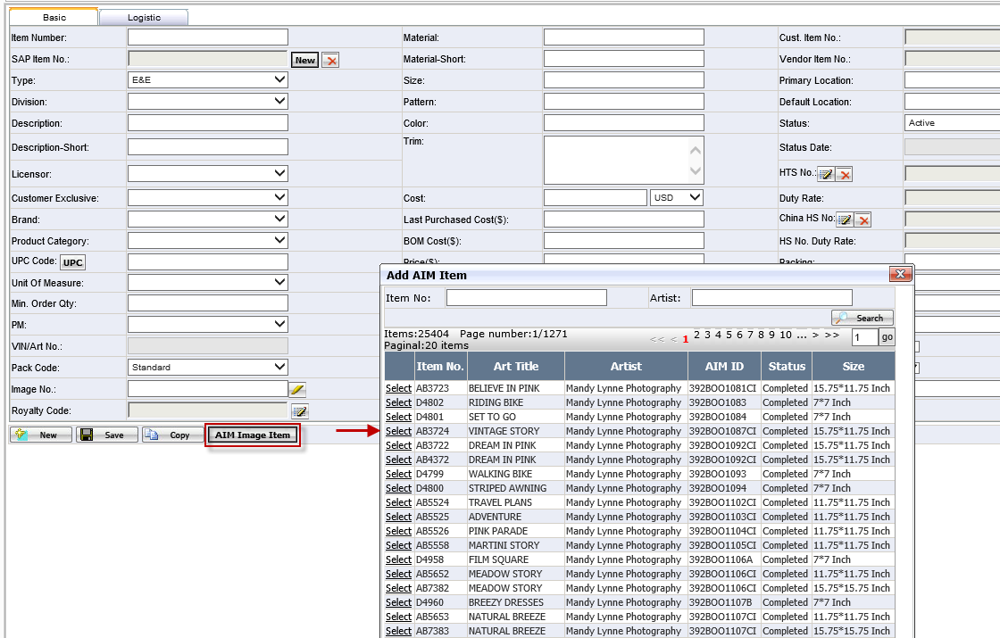 Basic Logistic
Item Number: Material: Cust. Item No.:
SAP Item No.: New Material-Short: Vendor Item No.:
Type: E&E Size: Primary Location:
Division: Pattern: Default Location:
Description: Color: Status: Active
Trim:
Description-Short: Status Date:
Licensor: HTS No.:
Customer Exclusive: Cost: USD Duty Rate:
Brand: Last Purchased Cost($): China HS No:
Product Category: BOM Cost($): HS No. Duty Rate:
UPC Code: UPC Price($): Packing:
Unit Of Measure:
Min. Order Qty:
PM:
VIN/Art No.:
Pack Code: Standard
Image No.:
Royalty Code:
New Save Copy AIM Image Item
Add AIM Item
Item No: Artist:
Search
Items:25404 Page number:1/1271 << < 1 2 3 4 5 6 7 8 9 10 ... > >> 1 go
Paginal:20 items
Item No. Art Title Artist AIM ID Status Size
Select AB3723 BELIEVE IN PINK Mandy Lynne Photography 392BOO1081CI Completed 15.75*11.75 Inch
Select D4802 RIDING BIKE Mandy Lynne Photography 392BOO1083 Completed 7*7 Inch
Select D4801 SET TO GO Mandy Lynne Photography 392BOO1084 Completed 7*7 Inch
Select AB3724 VINTAGE STORY Mandy Lynne Photography 392BOO1087CI Completed 15.75*11.75 Inch
Select AB3722 DREAM IN PINK Mandy Lynne Photography 392BOO1092CI Completed 15.75*11.75 Inch
Select AB4372 DREAM IN PINK Mandy Lynne Photography 392BOO1092CI Completed 15.75*11.75 Inch
Select D4799 WALKING BIKE Mandy Lynne Photography 392BOO1093 Completed 7*7 Inch
Select D4800 STRIPED AWNING Mandy Lynne Photography 392BOO1094 Completed 7*7 Inch
Select AB5524 TRAVEL PLANS Mandy Lynne Photography 392BOO1102CI Completed 11.75*11.75 Inch
Select AB5525 ADVENTURE Mandy Lynne Photography 392BOO1103CI Completed 11.75*11.75 Inch
Select AB5526 PINK PARADE Mandy Lynne Photography 392BOO1104CI Completed 11.75*11.75 Inch
Select AB5558 MARTINI STORY Mandy Lynne Photography 392BOO1105CI Completed 11.75*11.75 Inch
Select D4958 FILM SQUARE Mandy Lynne Photography 392BOO1106A Completed 7*7 Inch
Select AB5652 MEADOW STORY Mandy Lynne Photography 392BOO1106CI Completed 11.75*11.75 Inch
Select AB7382 MEADOW STORY Mandy Lynne Photography 392BOO1106CI Completed 15.75*15.75 Inch
Select D4960 BREEZY DRESSES Mandy Lynne Photography 392BOO1107B Completed 7*7 Inch
Select AB5653 NATURAL BREEZE Mandy Lynne Photography 392BOO1107CI Completed 11.75*11.75 Inch
Select AB7383 NATURAL BREEZE Mandy Lynne Photography 392BOO1107CI Completed 15.75*15.75 Inch